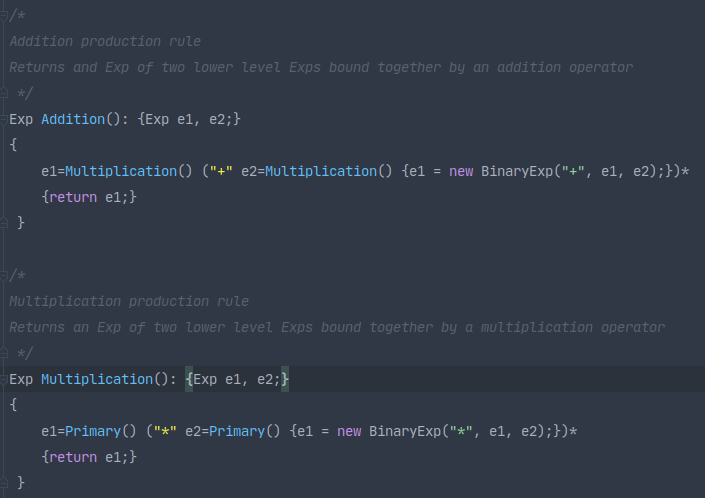 /*
Addition production rule
Returns and Exp of two lower level Exps bound together by an addition operator
*/
Exp Addition(): {Exp e1, e2;}
{
e1=Multiplication() ("+" e2=Multiplication() {e1 = new BinaryExp("+", e1, e2);})*
{return e1;}
}
/*
Multiplication production rule
Returns an Exp of two lower level Exps bound together by a multiplication operator
*/
Exp Multiplication(): {Exp e1, e2;}
{
e1=Primary() ("*" e2=Primary() {e1 = new BinaryExp("*", e1, e2);})*
{return e1;}
}